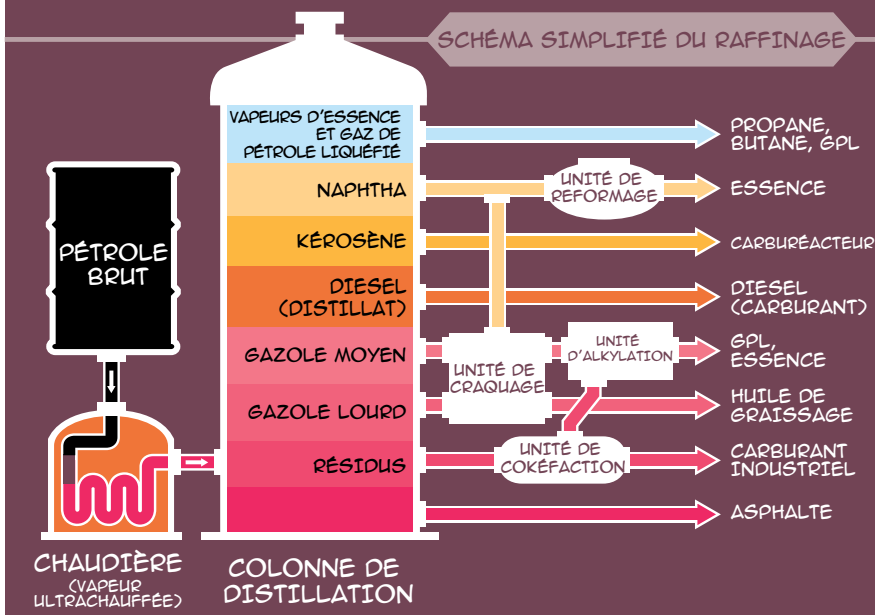 SCHÉMA SIMPLIFIÉ DU RAFFINAGE
PÉTROLE
BRUT
CHAUDIÈRE
(VAPEUR
ULTRACHAUFFÉE)
VAPEURS D'ESSENCE
ET GAZ DE
PÉTROLE LIQUÉFIÉ
NAPHTHA
KÉROSÈNE
DIESEL
(DISTILLAT)
GAZOLE MOYEN
GAZOLE LOURD
RÉSIDUS
COLONNE DE
DISTILLATION
UNITÉ DE
REFORMAGE
UNITÉ DE
CRAQUAGE
UNITÉ
D'ALKYLATION
UNITÉ DE
COKÉFACTION
PROPANE,
BUTANE, GPL
ESSENCE
CARBURÉACTEUR
DIESEL
(CARBURANT)
GPL,
ESSENCE
HUILE DE
GRAISSAGE
CARBURANT
INDUSTRIEL
ASPHALTE